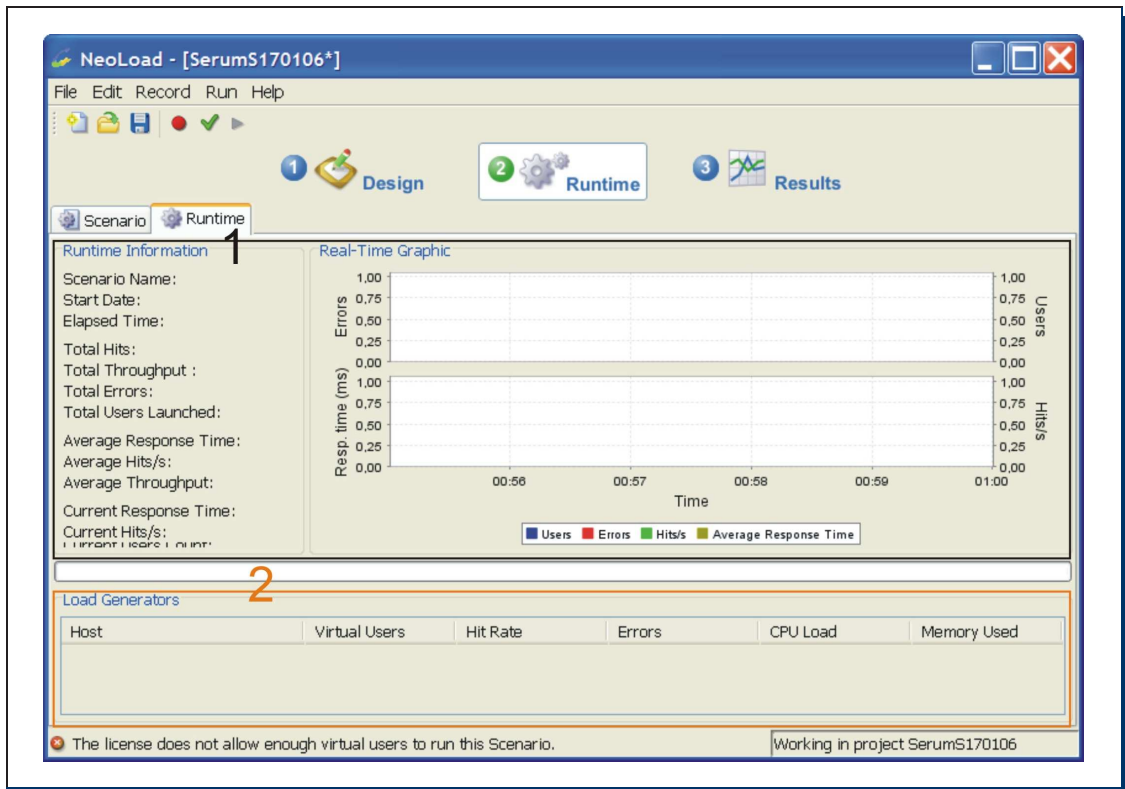 NeoLoad - [SerumS170106*]
File Edit Record Run Help
1 Design 2 Runtime 3 Results
Scenario Runtime
1
Runtime Information
Scenario Name:
Start Date:
Elapsed Time:
Total Hits:
Total Throughput :
Total Errors:
Total Users Launched:
Average Response Time:
Average Hits/s:
Average Throughput:
Current Response Time:
Current Hits/s:
Current Users Count:
Real-Time Graphic
Errors
1,00
0,75
0,50
0,25
0,00
Users
1,00
0,75
0,50
0,25
0,00
Resp. time (ms)
1,00
0,75
0,50
0,25
0,00
Hits/s
1,00
0,75
0,50
0,25
0,00
00:56 00:57 00:58 00:59 01:00
Time
Users Errors Hits/s Average Response Time
2
Load Generators
Host Virtual Users Hit Rate Errors CPU Load Memory Used
The license does not allow enough virtual users to run this Scenario.
Working in project SerumS170106